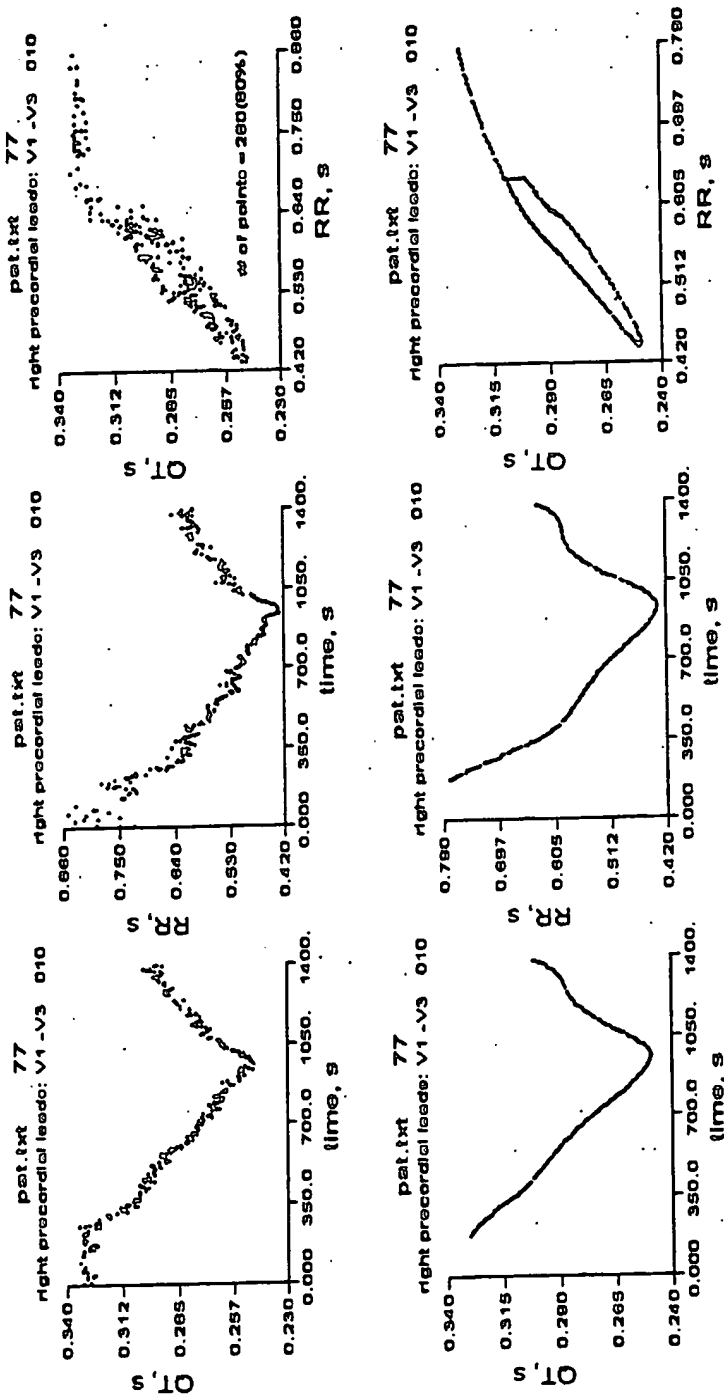 pat.txt 77
right precordial leads: V1-V3 010
QT, s
0.340
0.312
0.285
0.257
0.230
0.000 350.0 700.0 1050. 1400.
time, s
pat.txt 77
right precordial leads: V1-V3 010
RR, s
0.860
0.750
0.640
0.530
0.420
0.000 350.0 700.0 1050. 1400.
time, s
pat.txt 77
right precordial leads: V1-V3 010
QT, s
0.340
0.312
0.285
0.257
0.230
# of points = 280(80%)
0.420 0.530 0.640 0.750 0.860
RR, s
pat.txt 77
right precordial leads: V1-V3 010
QT, s
0.340
0.315
0.290
0.265
0.240
0.000 350.0 700.0 1050. 1400.
time, s
pat.txt 77
right precordial leads: V1-V3 010
RR, s
0.790
0.697
0.605
0.512
0.420
0.000 350.0 700.0 1050. 1400.
time, s
pat.txt 77
right precordial leads: V1-V3 010
QT, s
0.340
0.315
0.290
0.265
0.240
0.420 0.512 0.605 0.697 0.790
RR, s